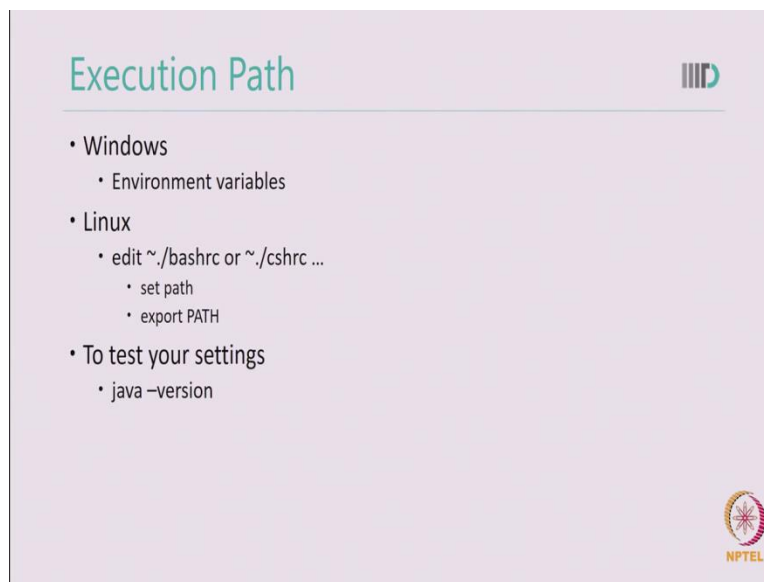 Execution Path
• Windows
• Environment variables
• Linux
• edit ~./bashrc or ~./cshrc ...
• set path
• export PATH
• To test your settings
• java –version
NPTEL